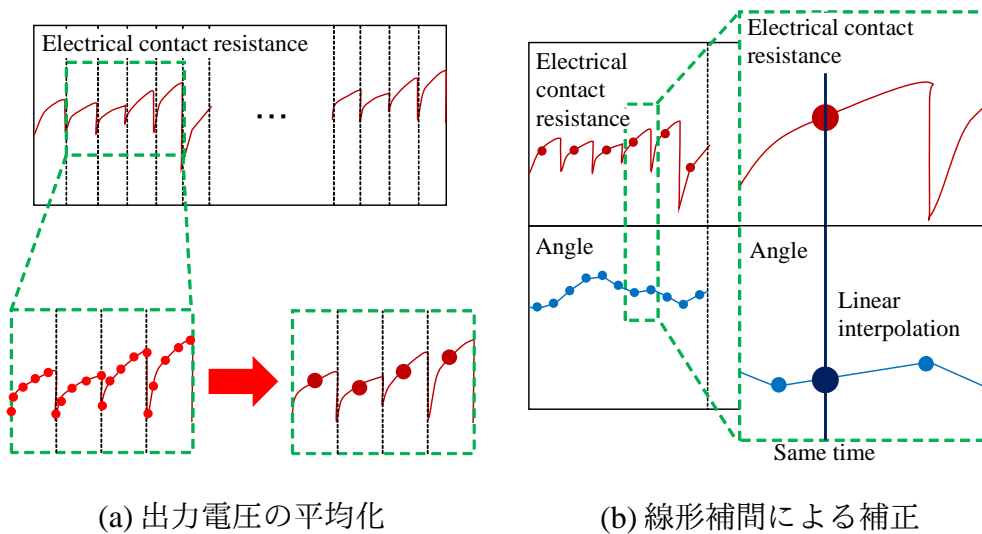 Electrical contact resistance
...
(a) 出力電圧の平均化
Electrical
contact
resistance
Angle
Electrical contact
resistance
Angle
Linear
interpolation
Same time
(b) 線形補間による補正